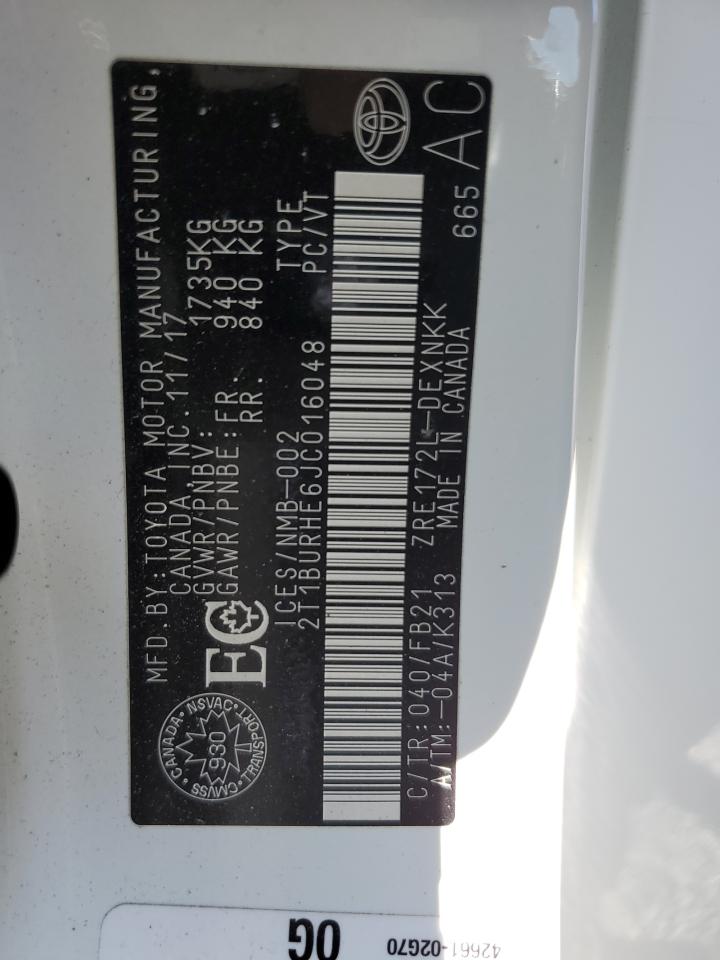 MFD.BY:TOYOTA MOTOR MANUFACTURING,
CANADA,INC.11/17
GVWR/PNBV: 1735KG
GAWR/PNBE:FR. 940 KG
RR. 840 KG
EC
ICES/NMB-002 TYPE
2T1BURHE6JC016048 PC/VT
CANADA NSVAC TRANSPORT CMVSS
930
C/TR:040/FB21 ZRE172L-DEXNKK
A/TM:-04A/K313 MADE IN CANADA
665 AC
0G
42661-02G70